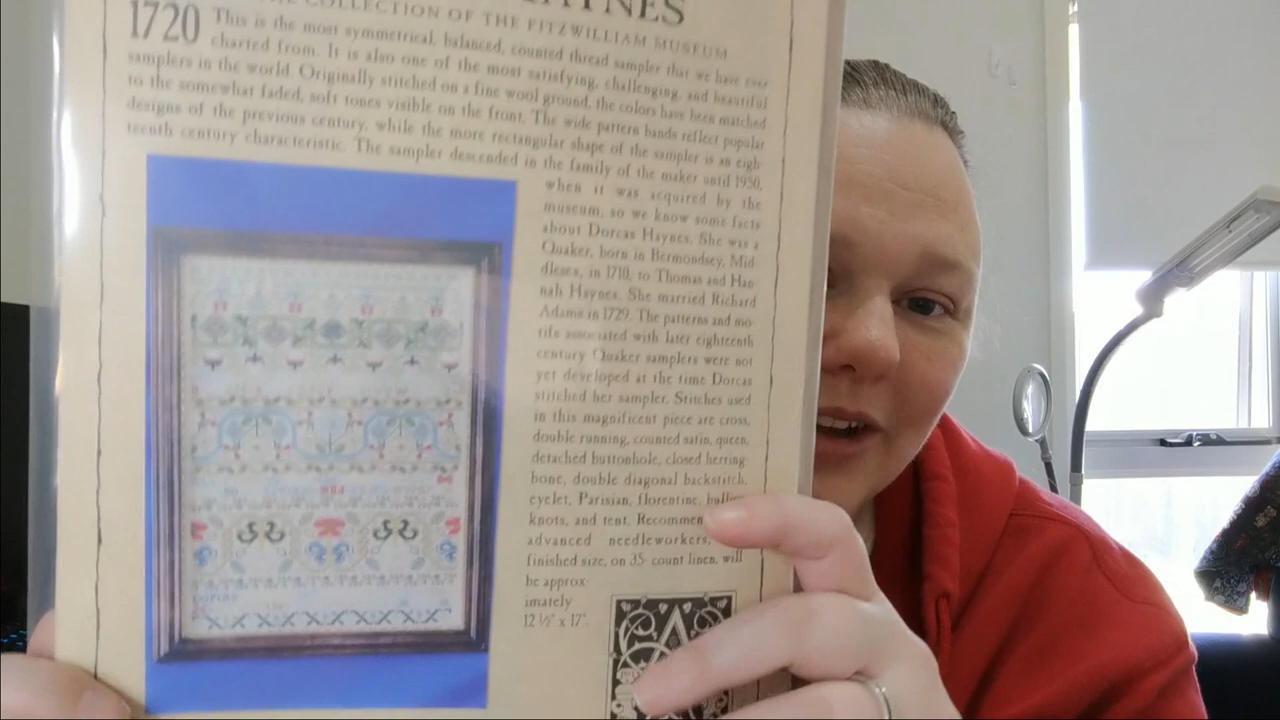 YNES
COLLECTION OF THE FITZWILLIAM MUSEUM
1720 This is the most symmetrical, balanced, counted thread sampler that we have ever
charted from. It is also one of the most satisfying, challenging, and beautiful
samplers in the world. Originally stitched on a fine wool ground, the colors have been matched
to the somewhat faded, soft tones visible on the front. The wide pattern bands reflect popular
designs of the previous century, while the more rectangular shape of the sampler is an eigh-
teenth century characteristic. The sampler descended in the family of the maker until 1950,
when it was acquired by the
museum, so we know some facts
about Dorcas Haynes. She was a
Quaker, born in Bermondsey, Mid-
dlesex, in 1710, to Thomas and Han-
nah Haynes. She married Richard
Adams in 1729. The patterns and mo-
tifs associated with later eighteenth
century Quaker samplers were not
yet developed at the time Dorcas
stitched her sampler. Stitches used
in this magnificent piece are cross,
double running, counted satin, queen,
detached buttonhole, closed herring-
bone, double diagonal backstitch,
eyelet, Parisian, florentine,
knots, and tent. Recommen
advanced needleworkers,
finished size, on 35- count linen, will
be approx-
imately
12 ½" x 17".